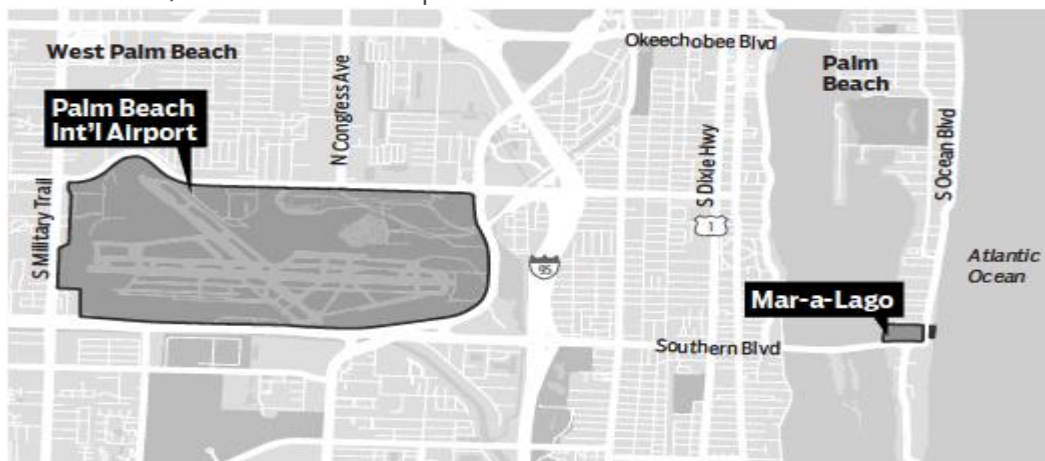 Okeechobee Blvd
West Palm Beach
Palm
Beach
Palm Beach
Int'l Airport
N Congress Ave
S Military Trail
S Dixie Hwy
1
S Ocean Blvd
95
Atlantic
Ocean
Mar-a-Lago
Southern Blvd